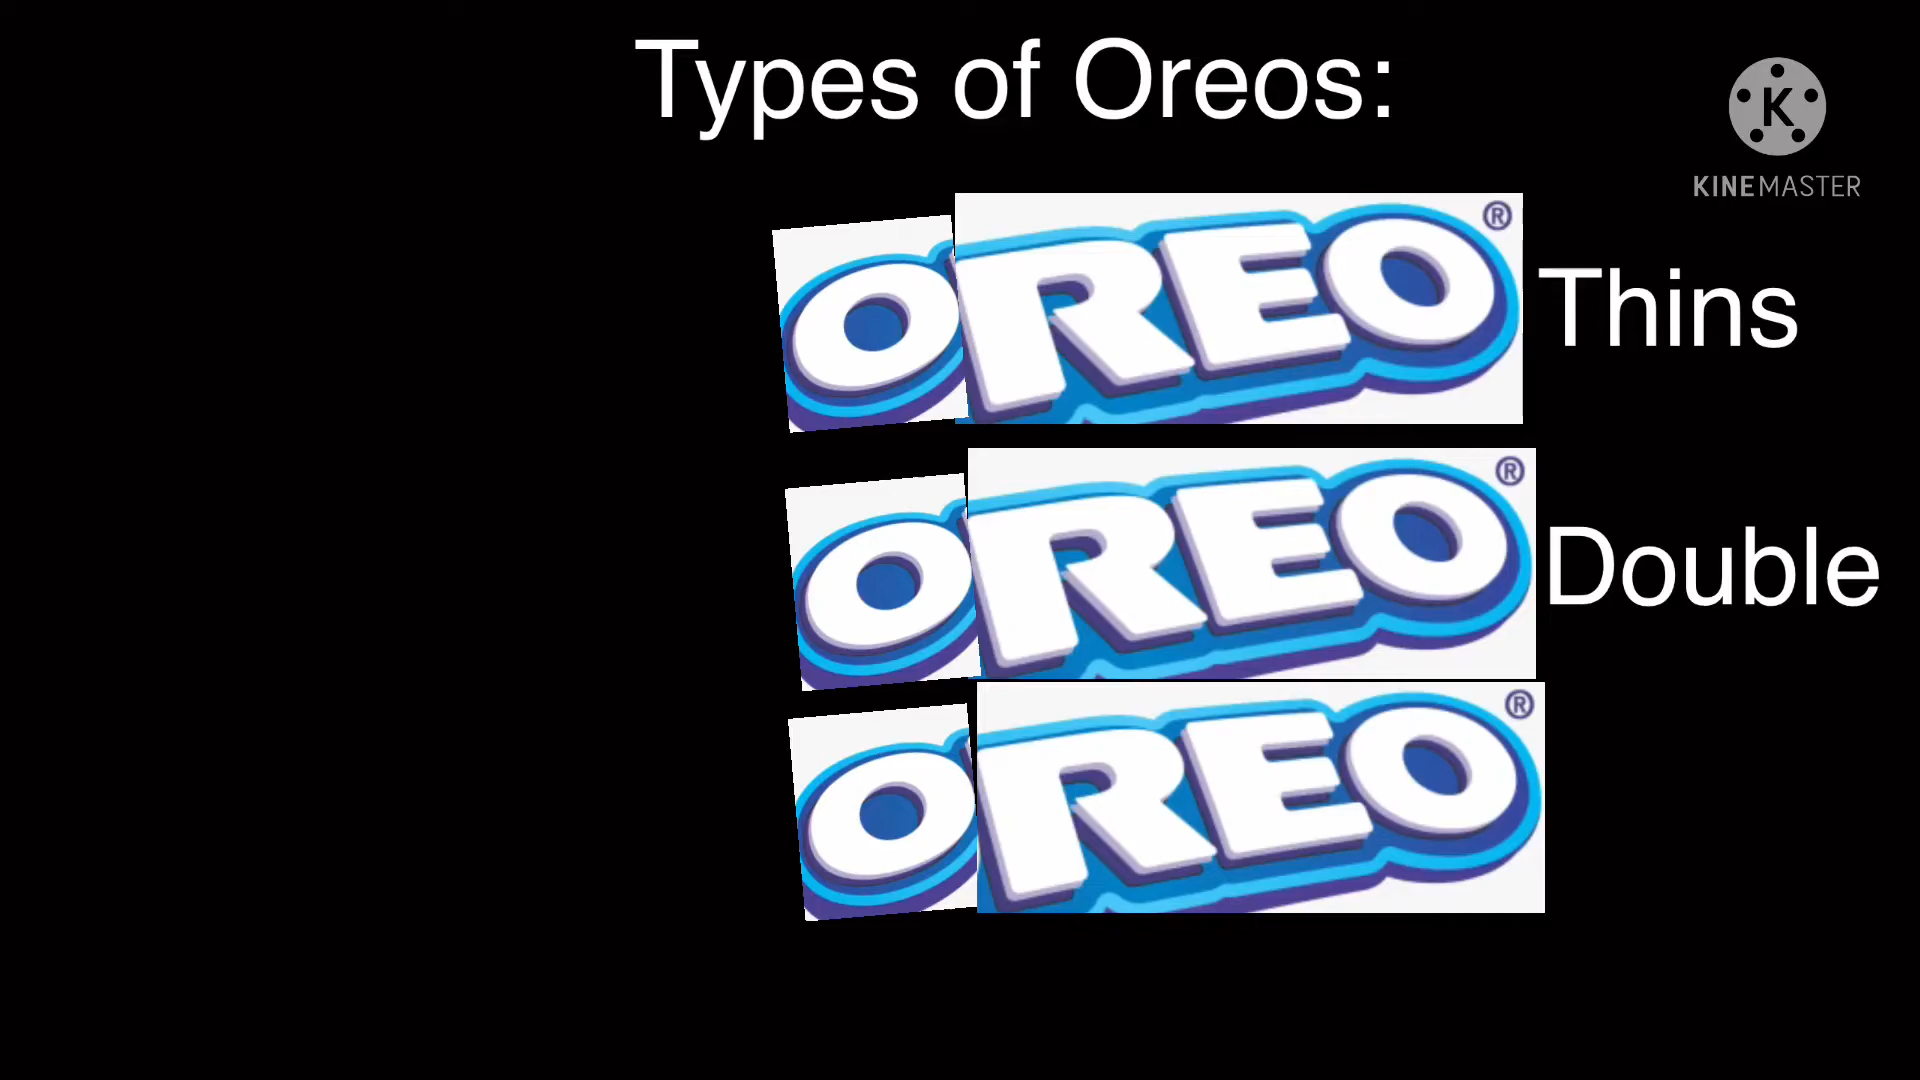 Types of Oreos:
K
KINEMASTER
OREO® Thins
OREO® Double
OREO®